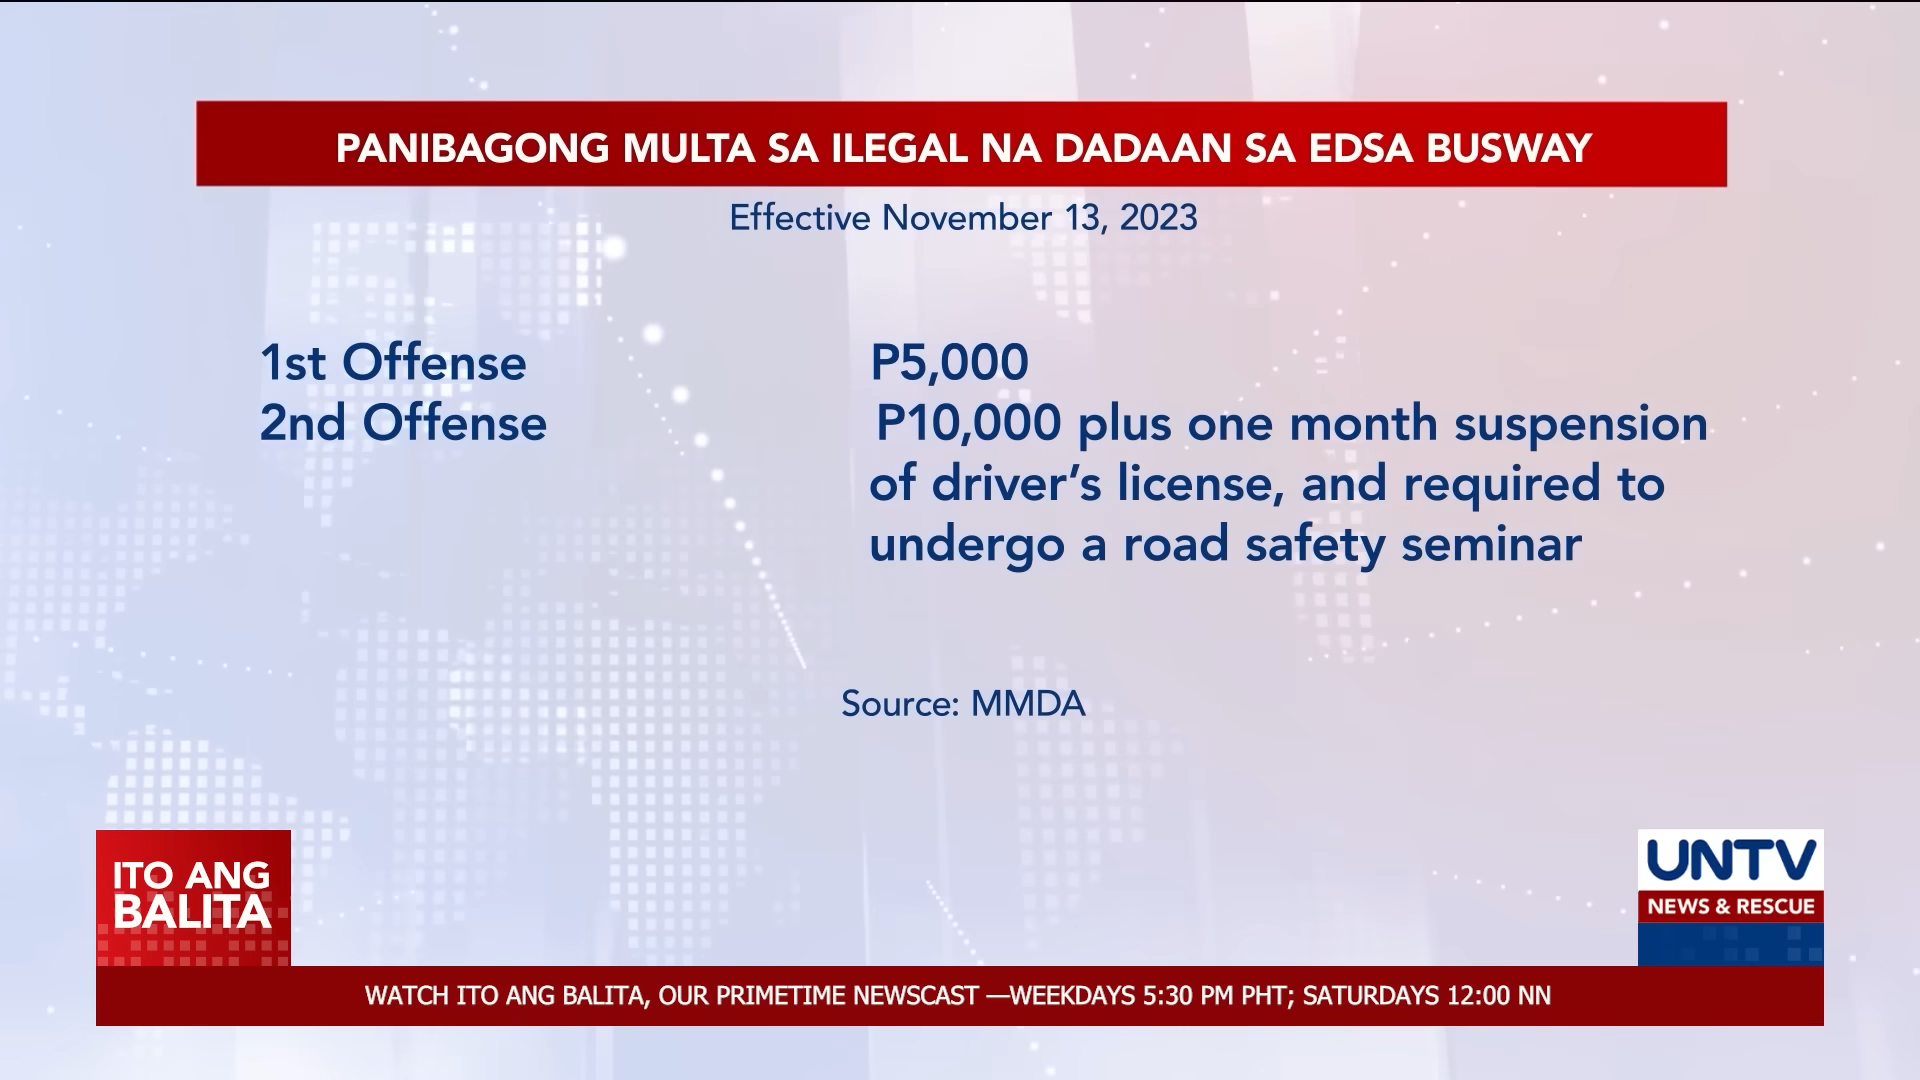 PANIBAGONG MULTA SA ILEGAL NA DADAAN SA EDSA BUSWAY
Effective November 13, 2023
1st Offense P5,000
2nd Offense P10,000 plus one month suspension
of driver’s license, and required to
undergo a road safety seminar
Source: MMDA
ITO ANG
BALITA
UNTV
NEWS & RESCUE
WATCH ITO ANG BALITA, OUR PRIMETIME NEWSCAST —WEEKDAYS 5:30 PM PHT; SATURDAYS 12:00 NN